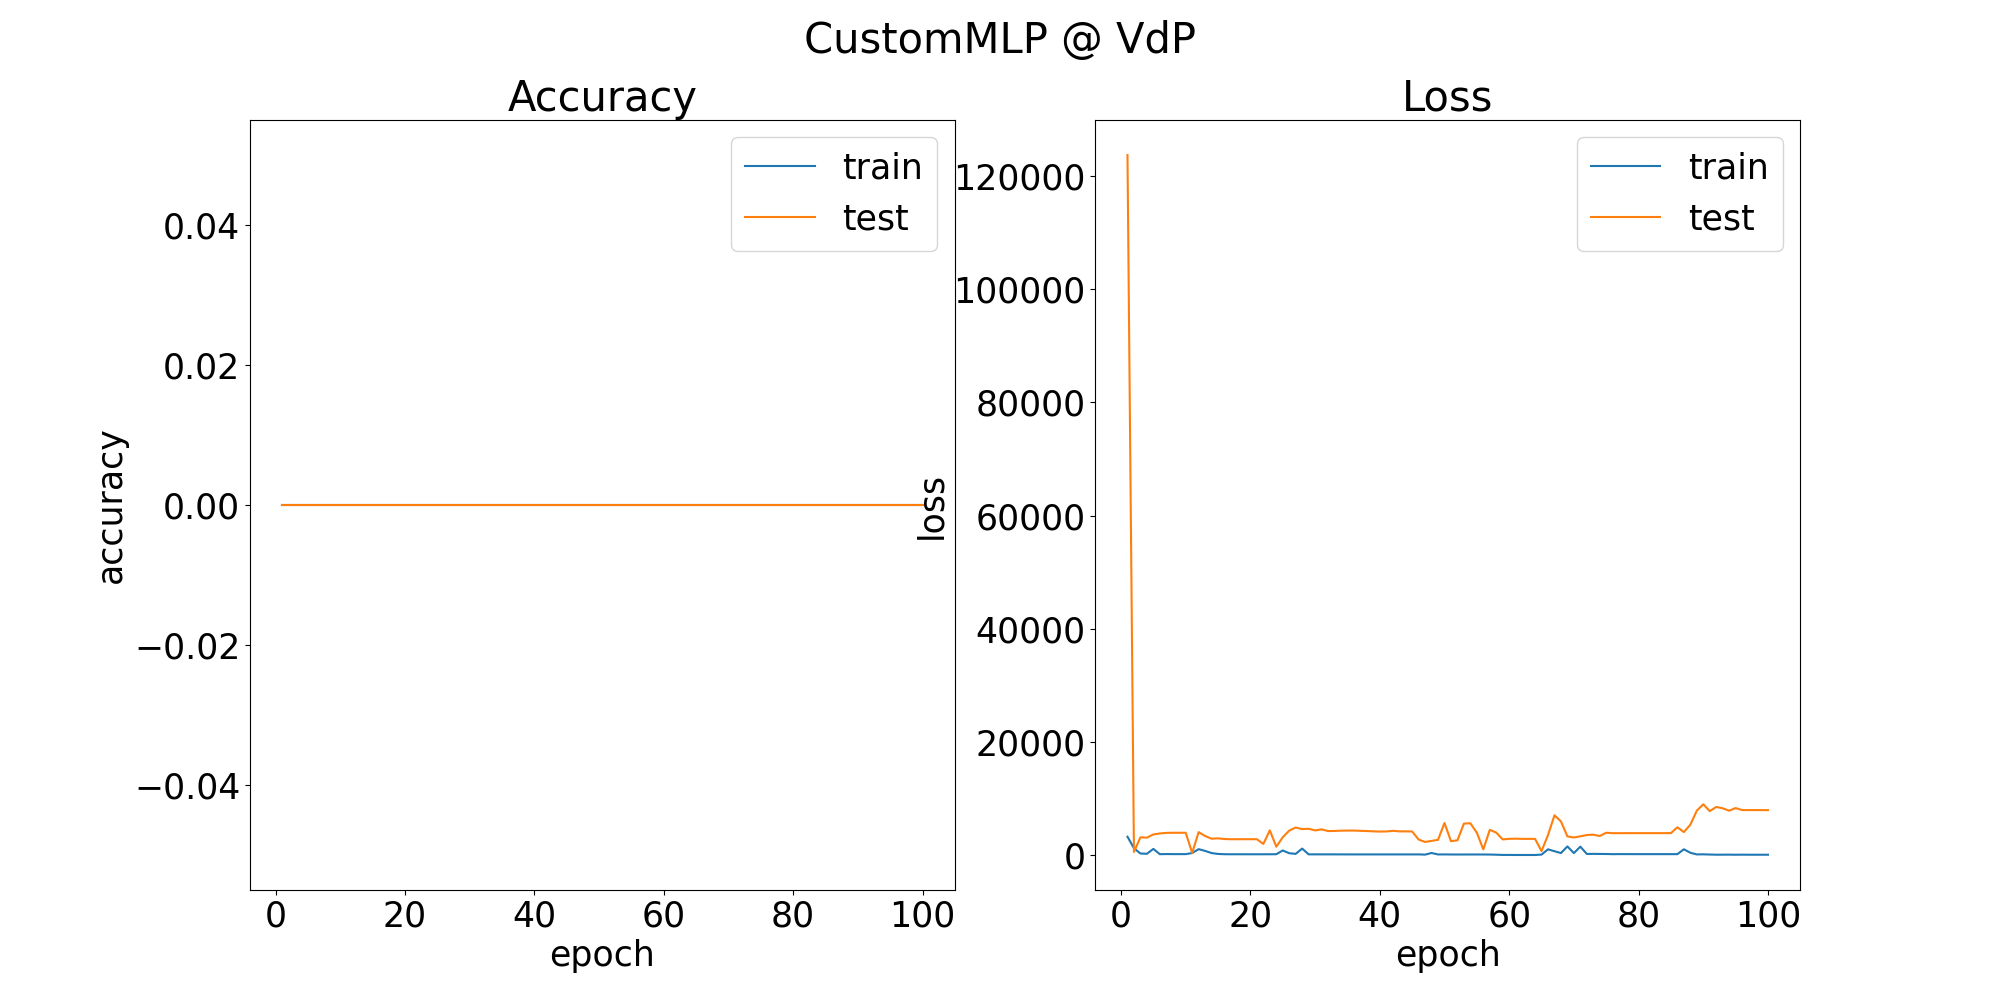 CustomMLP @ VdP
Accuracy
train
test
0.04
0.02
0.00
−0.02
−0.04
accuracy
0 20 40 60 80 100
epoch
Loss
train
test
120000
100000
80000
60000
40000
20000
0
loss
0 20 40 60 80 100
epoch